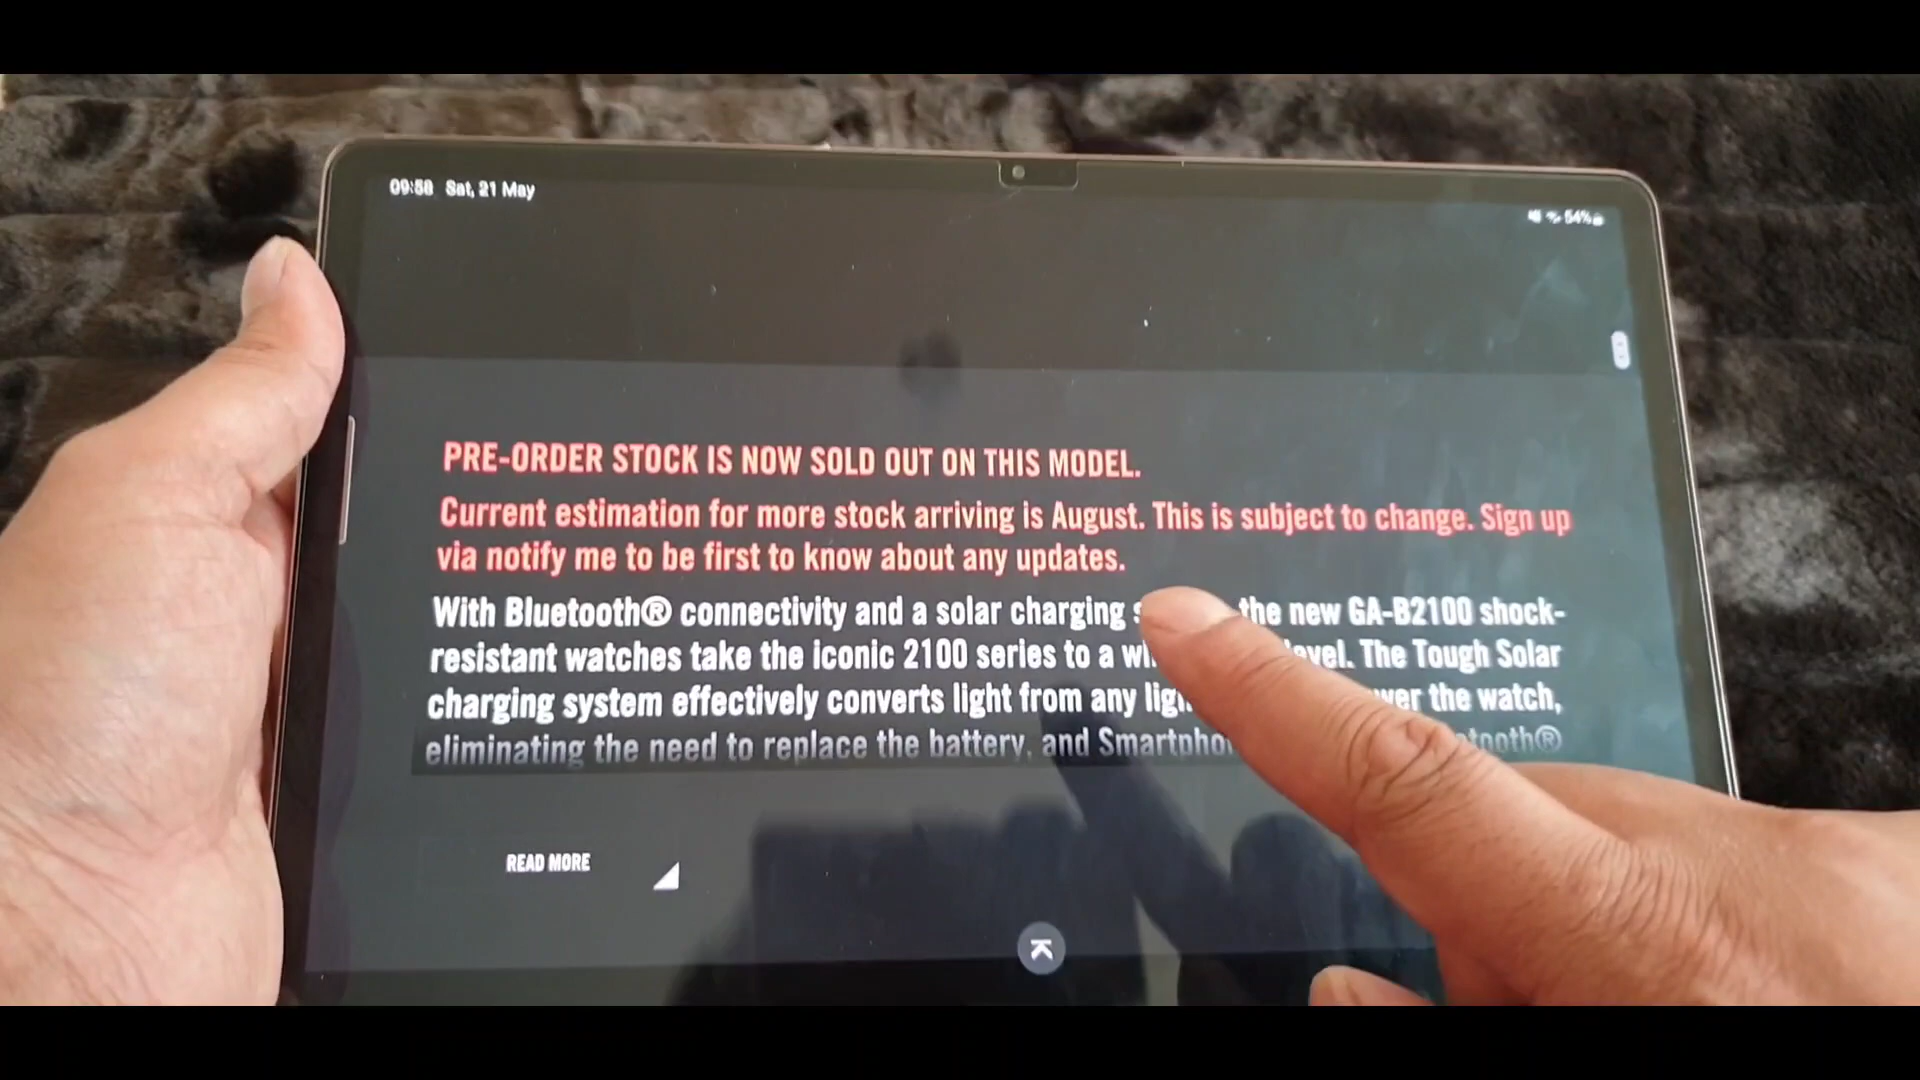 09:58 Sat, 21 May
54%
PRE-ORDER STOCK IS NOW SOLD OUT ON THIS MODEL.
Current estimation for more stock arriving is August. This is subject to change. Sign up
via notify me to be first to know about any updates.
With Bluetooth® connectivity and a solar charging the new GA-B2100 shock-
resistant watches take the iconic 2100 series to a level. The Tough Solar
charging system effectively converts light from any the watch,
eliminating the need to replace the battery, and
READ MORE